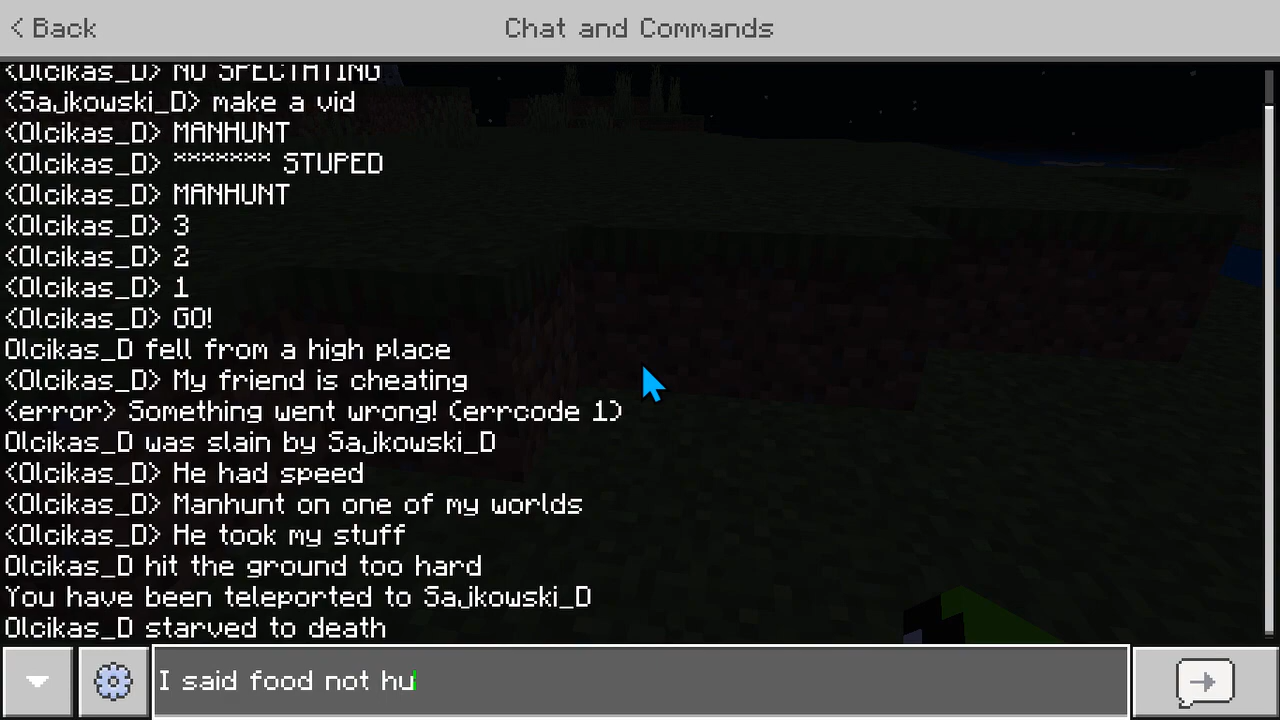 < Back
Chat and Commands
<Olcikas_D> NO SPECTATING
<Sajkowski_D> make a vid
<Olcikas_D> MANHUNT
<Olcikas_D> ******* STUPED
<Olcikas_D> MANHUNT
<Olcikas_D> 3
<Olcikas_D> 2
<Olcikas_D> 1
<Olcikas_D> GO!
Olcikas_D fell from a high place
<Olcikas_D> My friend is cheating
<error> Something went wrong! (errcode 1)
Olcikas_D was slain by Sajkowski_D
<Olcikas_D> He had speed
<Olcikas_D> Manhunt on one of my worlds
<Olcikas_D> He took my stuff
Olcikas_D hit the ground too hard
You have been teleported to Sajkowski_D
Olcikas_D starved to death
I said food not hu